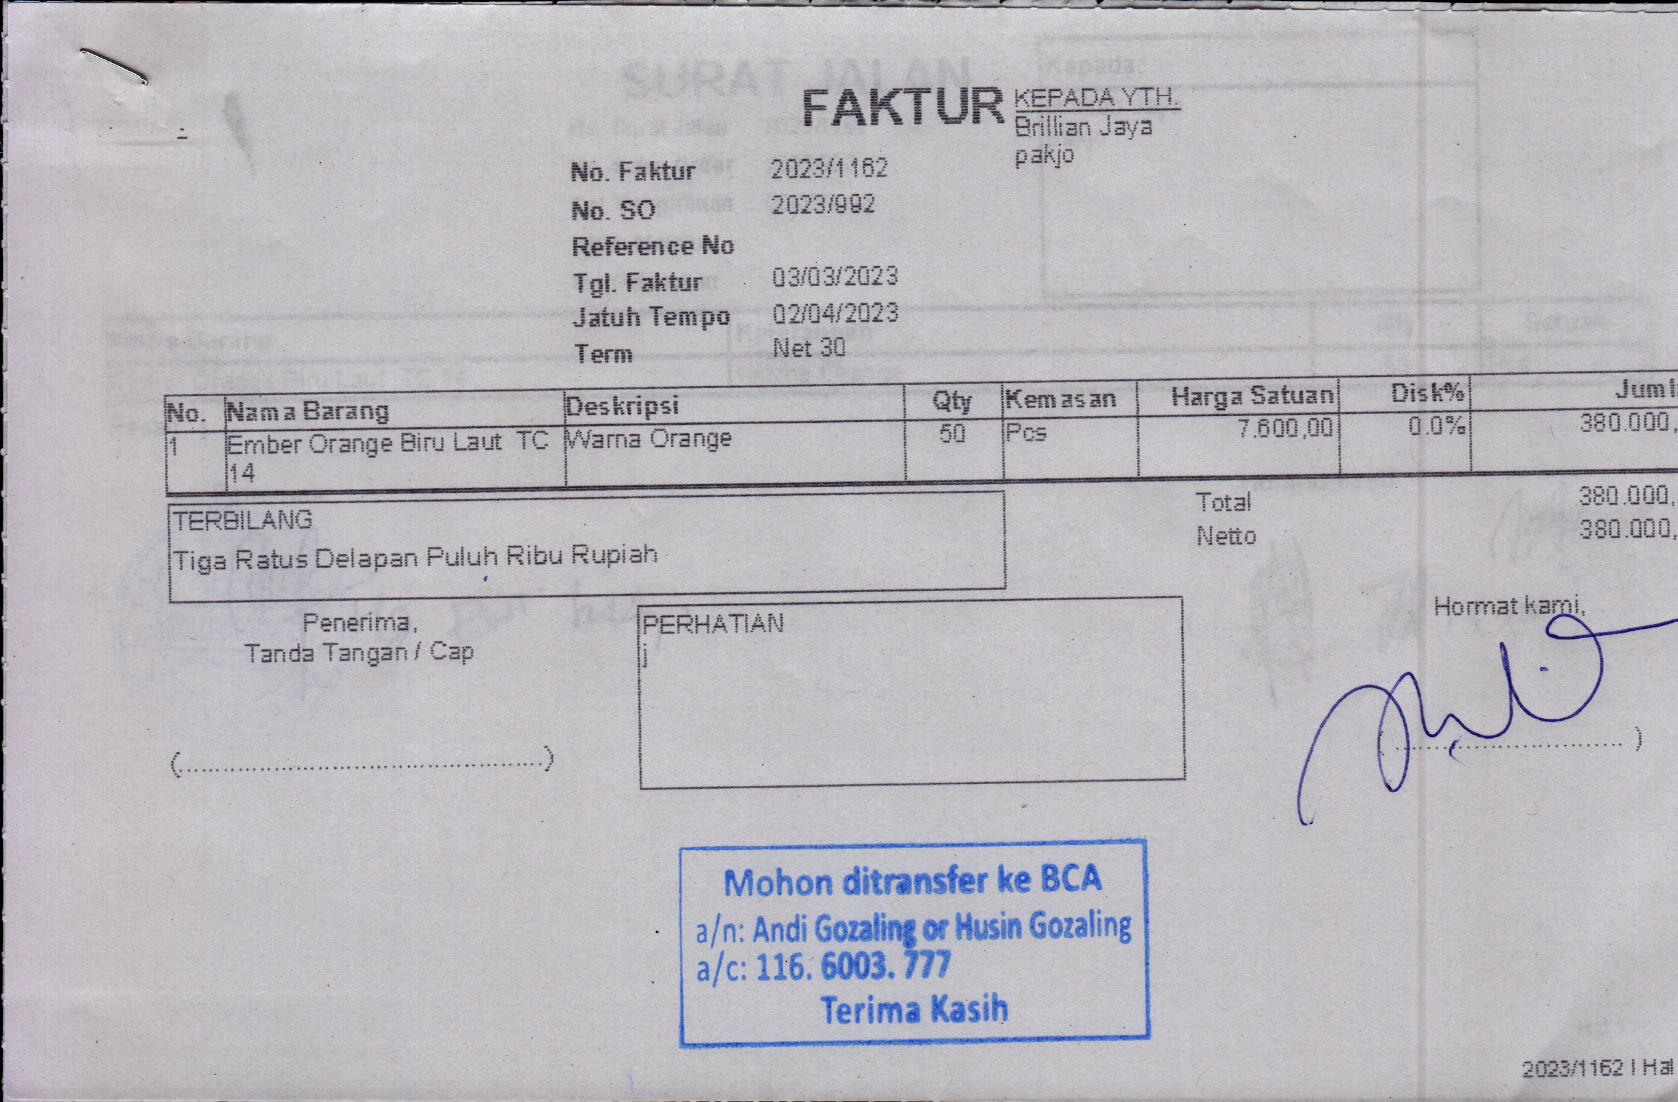 FAKTUR
KEPADA YTH.
Brillian Jaya
pakjo
No. Faktur 2023/1162
No. SO 2023/992
Reference No
Tgl. Faktur 03/03/2023
Jatuh Tempo 02/04/2023
Term Net 30
No. Nama Barang Deskripsi Qty Kemasan Harga Satuan Disk%
1 Ember Orange Biru Laut TC Warna Orange 50 Pcs 7.600,00 0.0% 380.000,
14
Total 380.000,
Netto 380.000,
TERBILANG
Tiga Ratus Delapan Puluh Ribu Rupiah
Penerima,
Tanda Tangan / Cap
(............................................)
PERHATIAN
j
Hormat kami,
(............................)
Mohon ditransfer ke BCA
a/n: Andi Gozaling or Husin Gozaling
a/c: 116. 6003. 777
Terima Kasih
2023/1162 | Hal